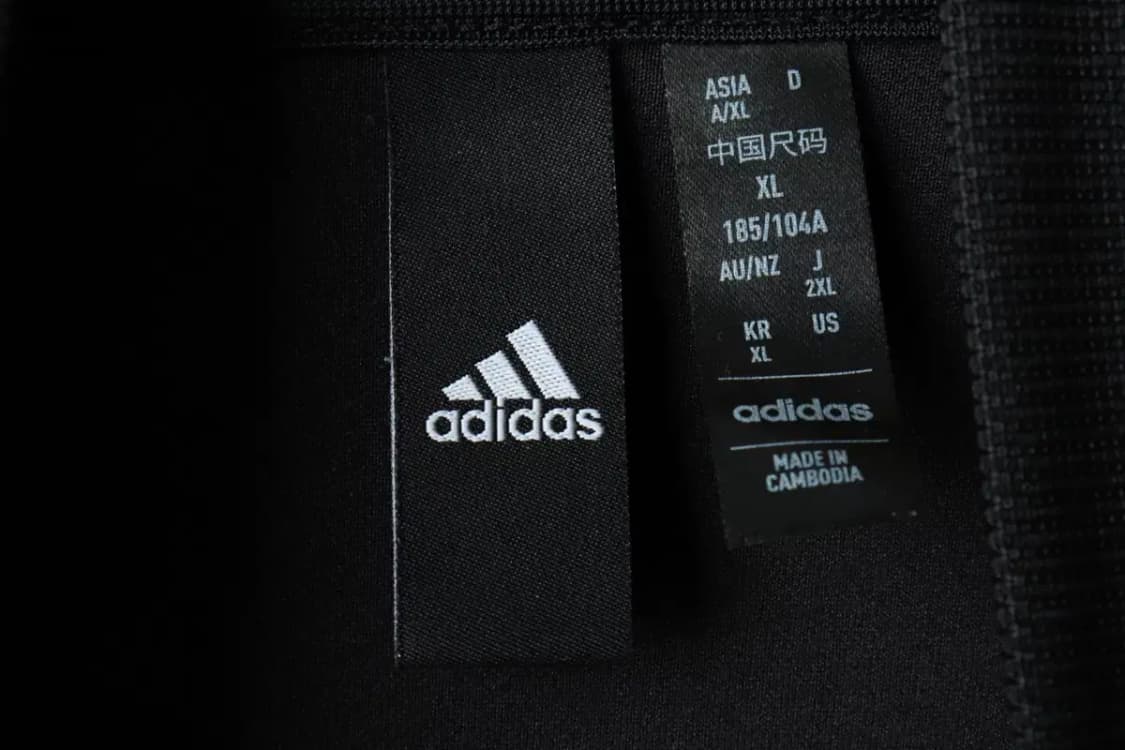 adidas
ASIA D
A/XL
中国尺码
XL
185/104A
AU/NZ J
2XL
KR US
XL
adidas
MADE IN
CAMBODIA